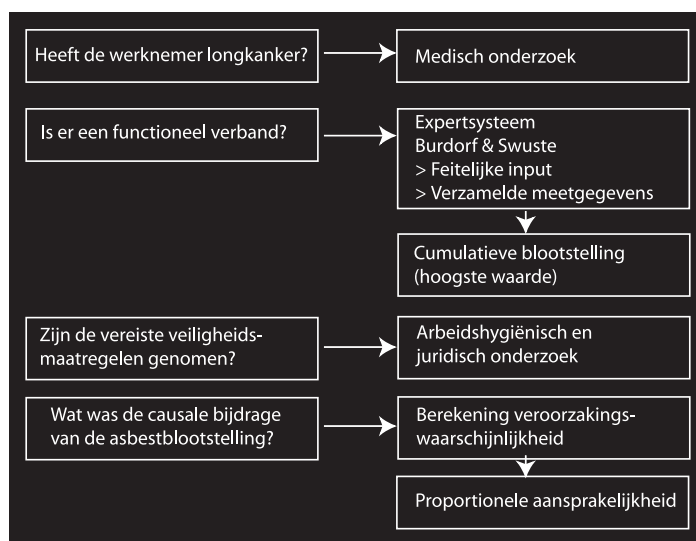 Heeft de werknemer longkanker?
Medisch onderzoek
Is er een functioneel verband?
Expertsysteem
Burdorf & Swuste
> Feitelijke input
> Verzamelde meetgegevens
Cumulatieve blootstelling
(hoogste waarde)
Zijn de vereiste veiligheids-
maatregelen genomen?
Arbeidshygiënisch en
juridisch onderzoek
Wat was de causale bijdrage
van de asbestblootstelling?
Berekening veroorzakings-
waarschijnlijkheid
Proportionele aansprakelijkheid